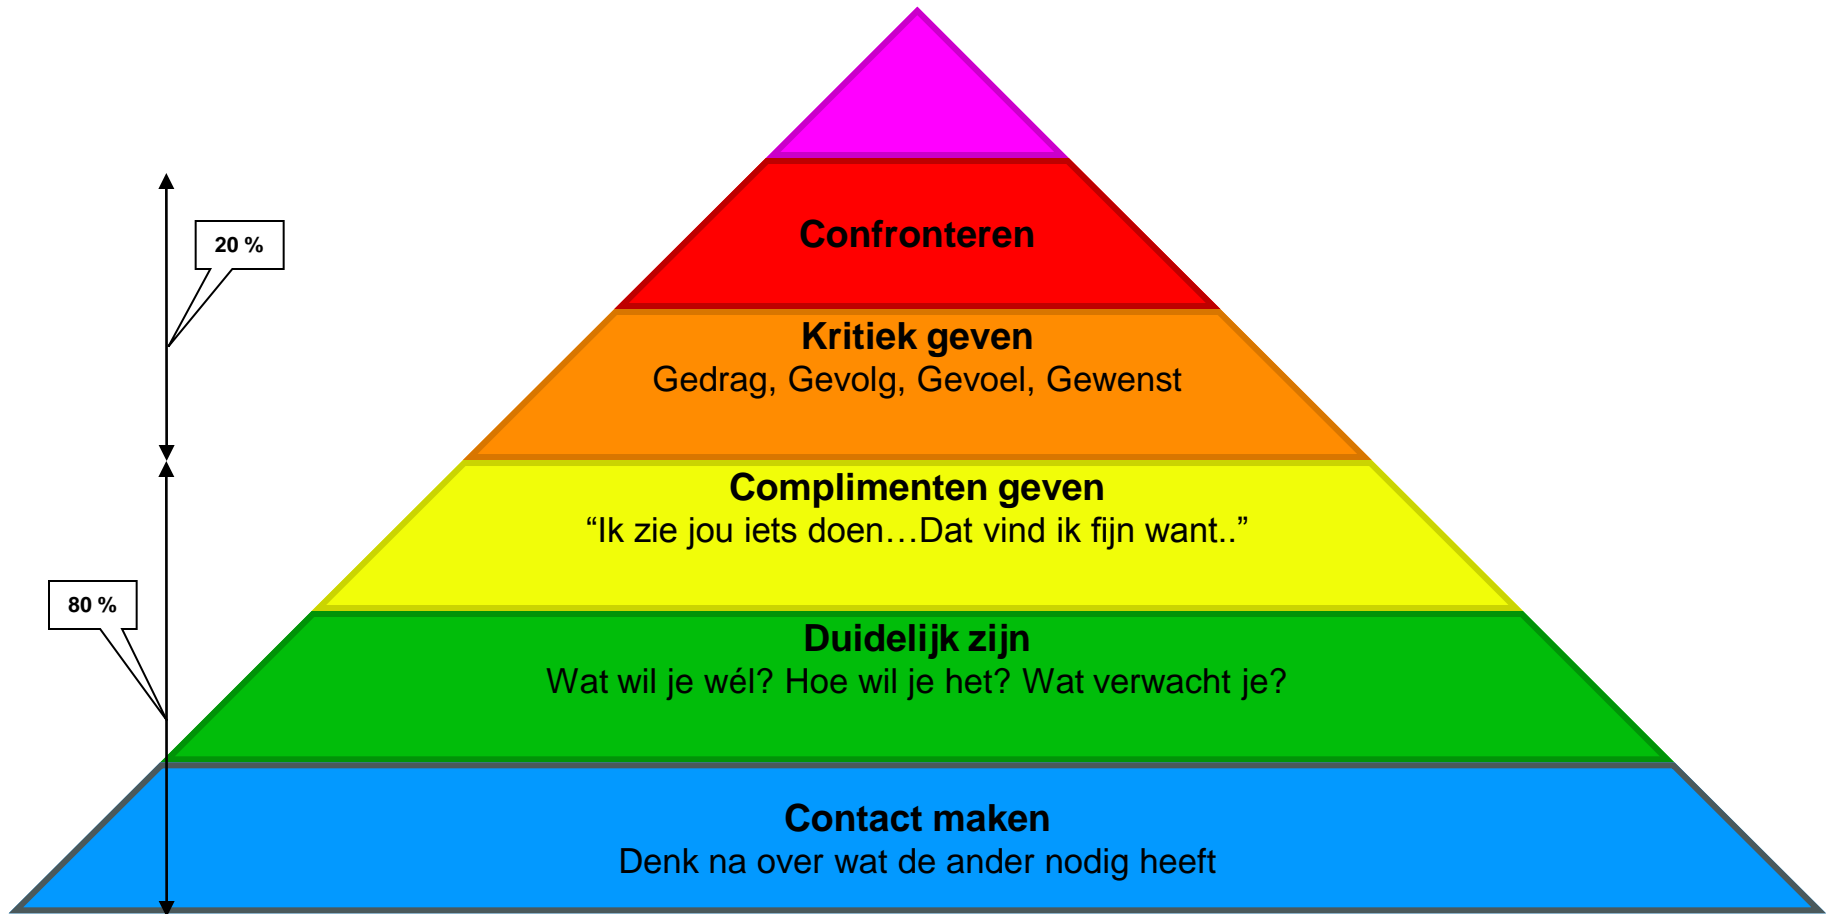 Confronteren
20 %
Kritiek geven
Gedrag, Gevolg, Gevoel, Gewenst
Complimenten geven
“Ik zie jou iets doen…Dat vind ik fijn want..”
80 %
Duidelijk zijn
Wat wil je wél? Hoe wil je het? Wat verwacht je?
Contact maken
Denk na over wat de ander nodig heeft